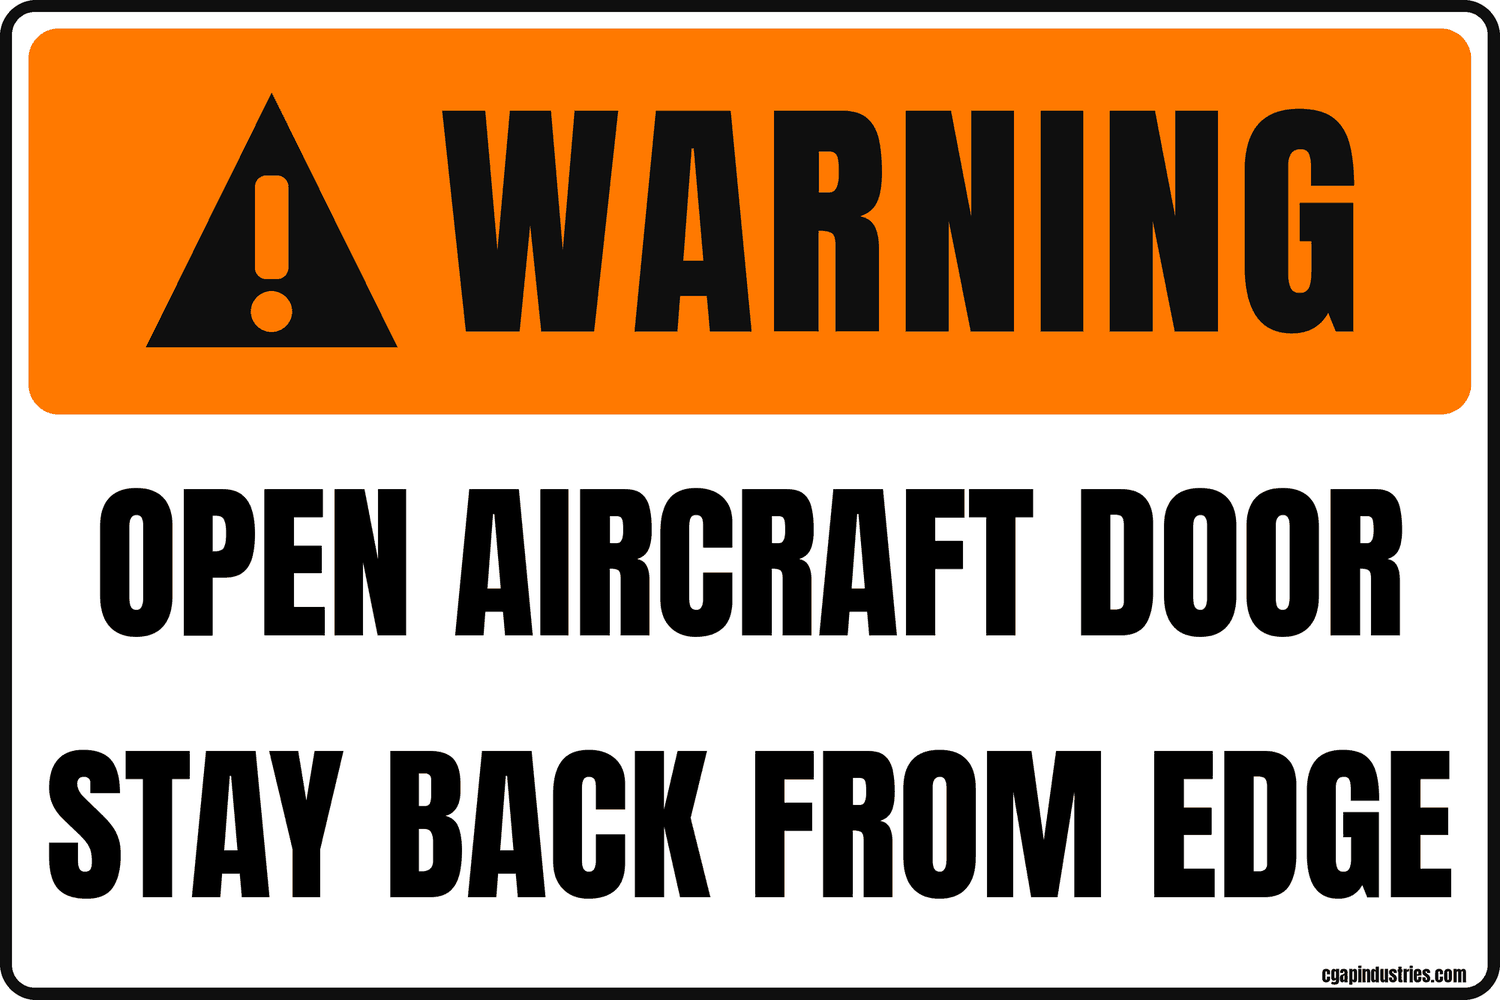 WARNING
OPEN AIRCRAFT DOOR
STAY BACK FROM EDGE
cgapindustries.com